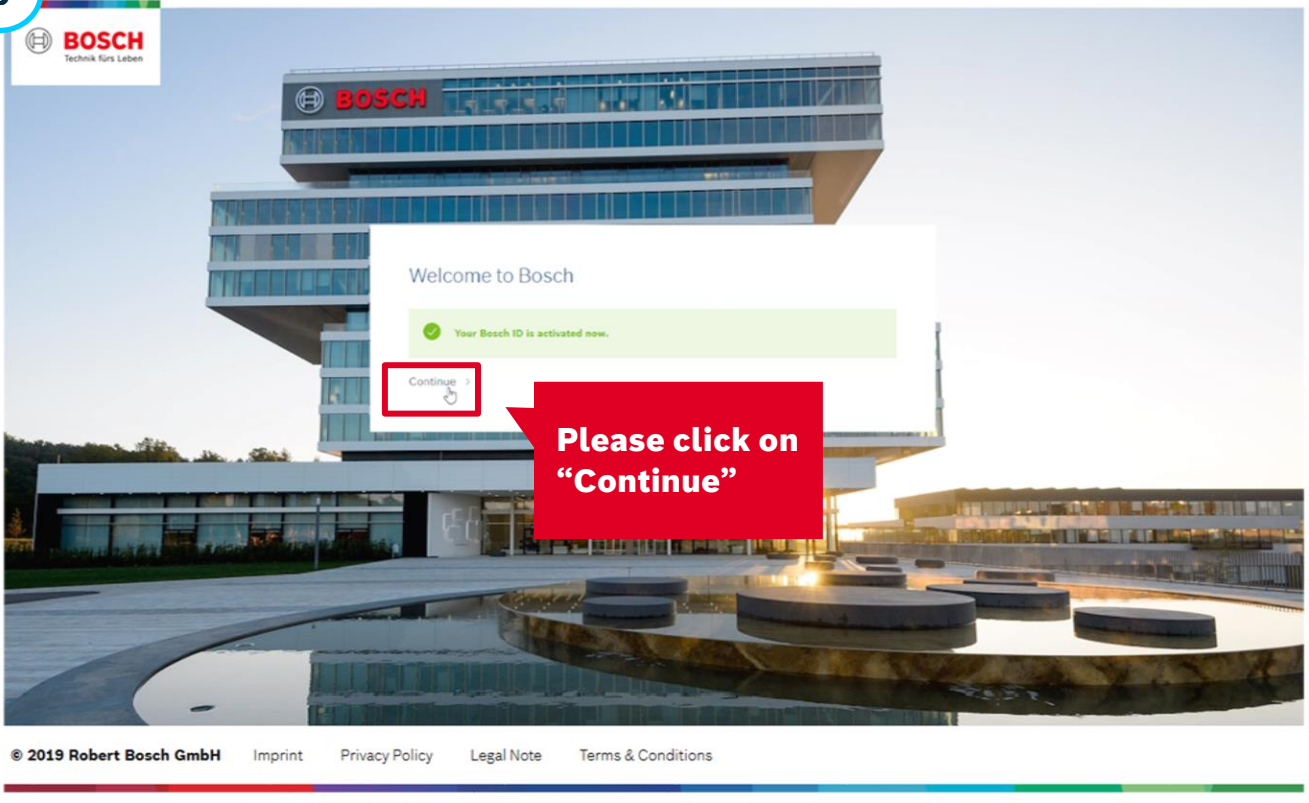 BOSCH
Technik fürs Leben
BOSCH
Welcome to Bosch
Your Bosch ID is activated now.
Continue >
Please click on
“Continue”
© 2019 Robert Bosch GmbH Imprint Privacy Policy Legal Note Terms & Conditions